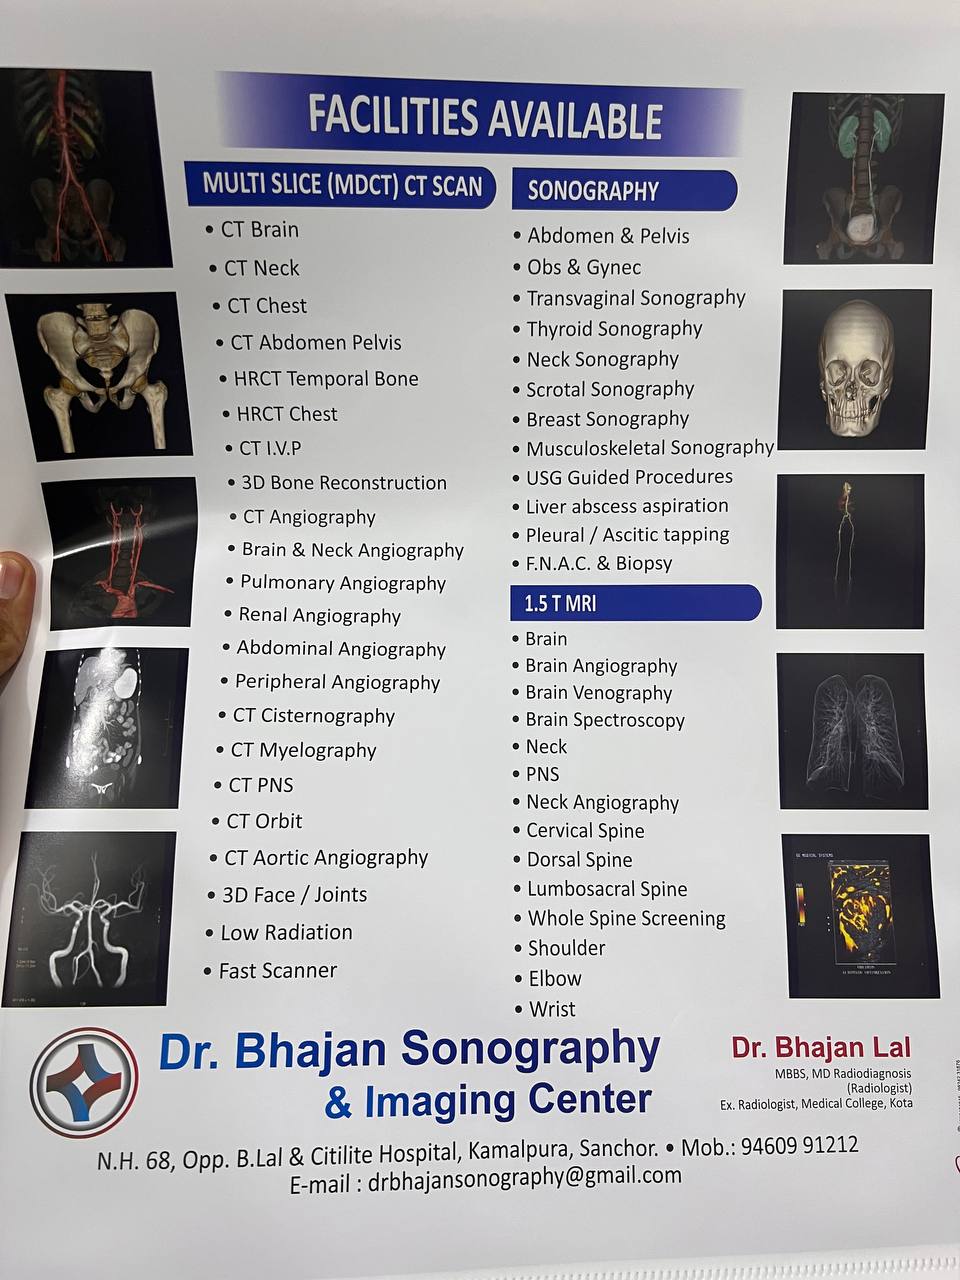 FACILITIES AVAILABLE
MULTI SLICE (MDCT) CT SCAN
• CT Brain
• CT Neck
• CT Chest
• CT Abdomen Pelvis
• HRCT Temporal Bone
• HRCT Chest
• CT I.V.P
• 3D Bone Reconstruction
• CT Angiography
• Brain & Neck Angiography
• Pulmonary Angiography
• Renal Angiography
• Abdominal Angiography
• Peripheral Angiography
• CT Cisternography
• CT Myelography
• CT PNS
• CT Orbit
• CT Aortic Angiography
• 3D Face / Joints
• Low Radiation
• Fast Scanner
SONOGRAPHY
• Abdomen & Pelvis
• Obs & Gynec
• Transvaginal Sonography
• Thyroid Sonography
• Neck Sonography
• Scrotal Sonography
• Breast Sonography
• Musculoskeletal Sonography
• USG Guided Procedures
• Liver abscess aspiration
• Pleural / Ascitic tapping
• F.N.A.C. & Biopsy
1.5 T MRI
• Brain
• Brain Angiography
• Brain Venography
• Brain Spectroscopy
• Neck
• PNS
• Neck Angiography
• Cervical Spine
• Dorsal Spine
• Lumbosacral Spine
• Whole Spine Screening
• Shoulder
• Elbow
• Wrist
Dr. Bhajan Sonography
& Imaging Center
Dr. Bhajan Lal
MBBS, MD Radiodiagnosis
(Radiologist)
Ex. Radiologist, Medical College, Kota
N.H. 68, Opp. B.Lal & Citilite Hospital, Kamalpura, Sanchor. • Mob.: 94609 91212
E-mail : drbhajansonography@gmail.com